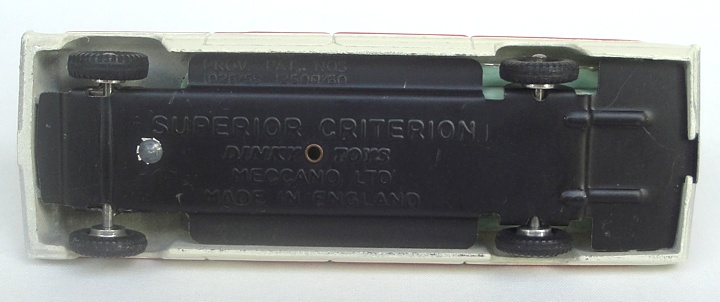 PROV. PAT. NOS
SUPERIOR CRITERION
DINKY TOYS
MECCANO LTD
MADE IN ENGLAND